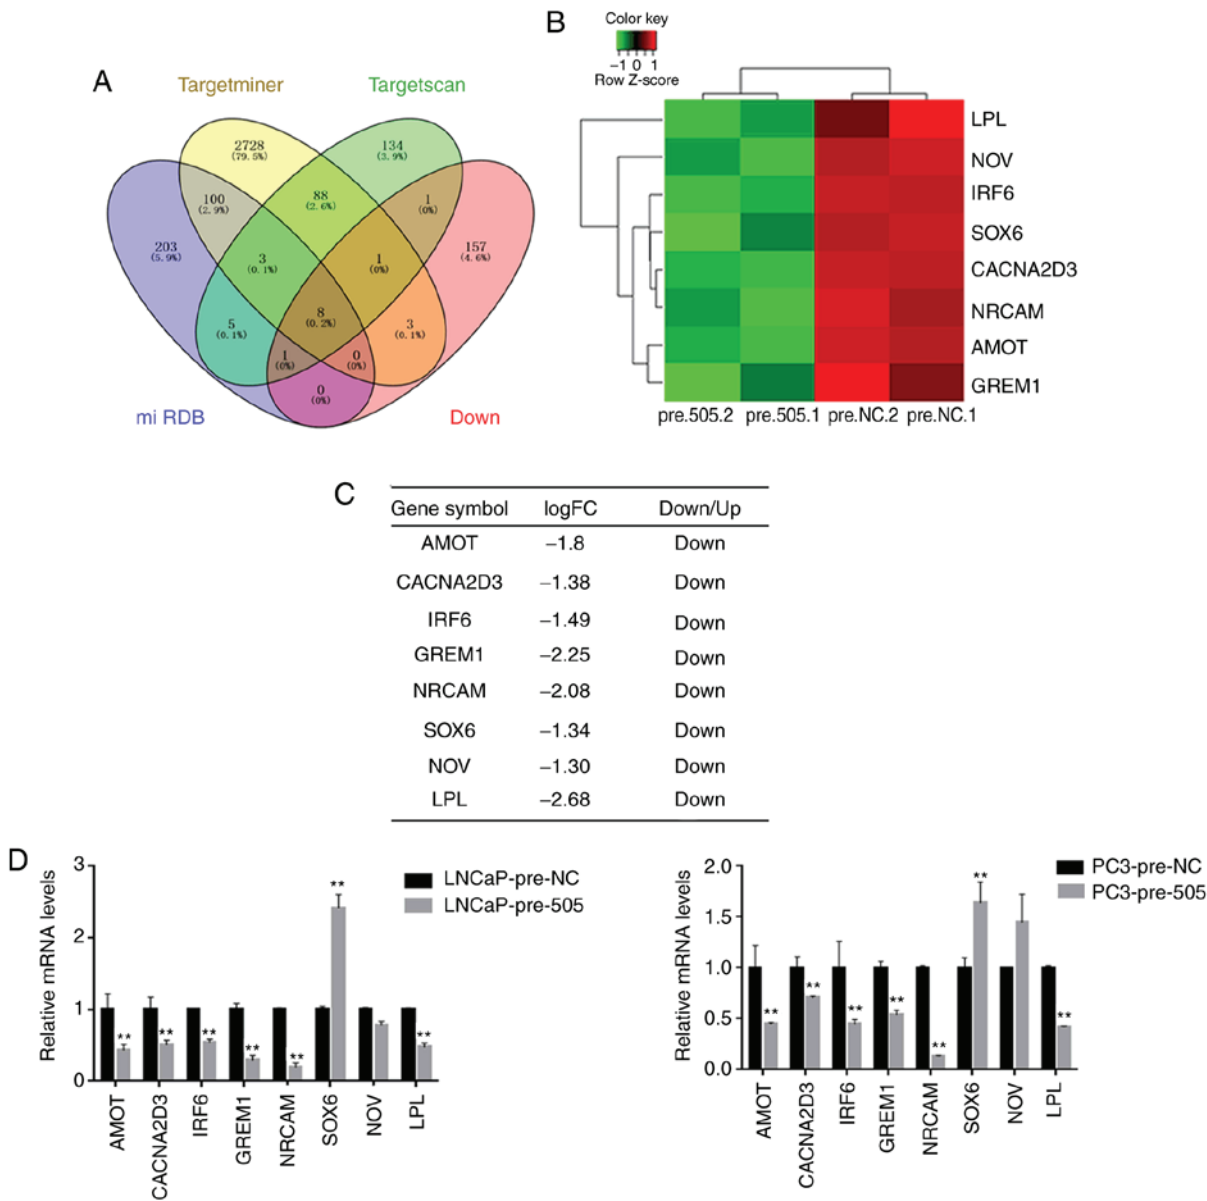 A
Targetminer
Targetscan
2728
(79.5%)
134
(3.9%)
100
(2.9%)
88
(2.6%)
1
(0%)
203
(5.9%)
3
(0.1%)
1
(0%)
157
(4.6%)
5
(0.1%)
8
(0.2%)
3
(0.1%)
1
(0%)
0
(0%)
0
(0%)
mi RDB
Down
B
Color key
−1 0 1
Row Z-score
LPL
NOV
IRF6
SOX6
CACNA2D3
NRCAM
AMOT
GREM1
pre.505.2 pre.505.1 pre.NC.2 pre.NC.1
C
Gene symbol logFC Down/Up
AMOT −1.8 Down
CACNA2D3 −1.38 Down
IRF6 −1.49 Down
GREM1 −2.25 Down
NRCAM −2.08 Down
SOX6 −1.34 Down
NOV −1.30 Down
LPL −2.68 Down
D
Relative mRNA levels
3
2
1
0
** ** ** ** ** ** **
LNCaP-pre-NC
LNCaP-pre-505
AMOT
CACNA2D3
IRF6
GREM1
NRCAM
SOX6
NOV
LPL
Relative mRNA levels
2.0
1.5
1.0
0.5
0.0
** ** ** ** ** ** **
PC3-pre-NC
PC3-pre-505
AMOT
CACNA2D3
IRF6
GREM1
NRCAM
SOX6
NOV
LPL